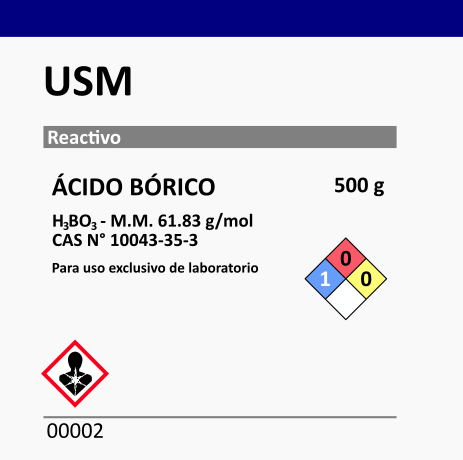 USM
Reactivo
ÁCIDO BÓRICO 500 g
H₃BO₃ - M.M. 61.83 g/mol
CAS N° 10043-35-3
Para uso exclusivo de laboratorio
0
1 0
00002